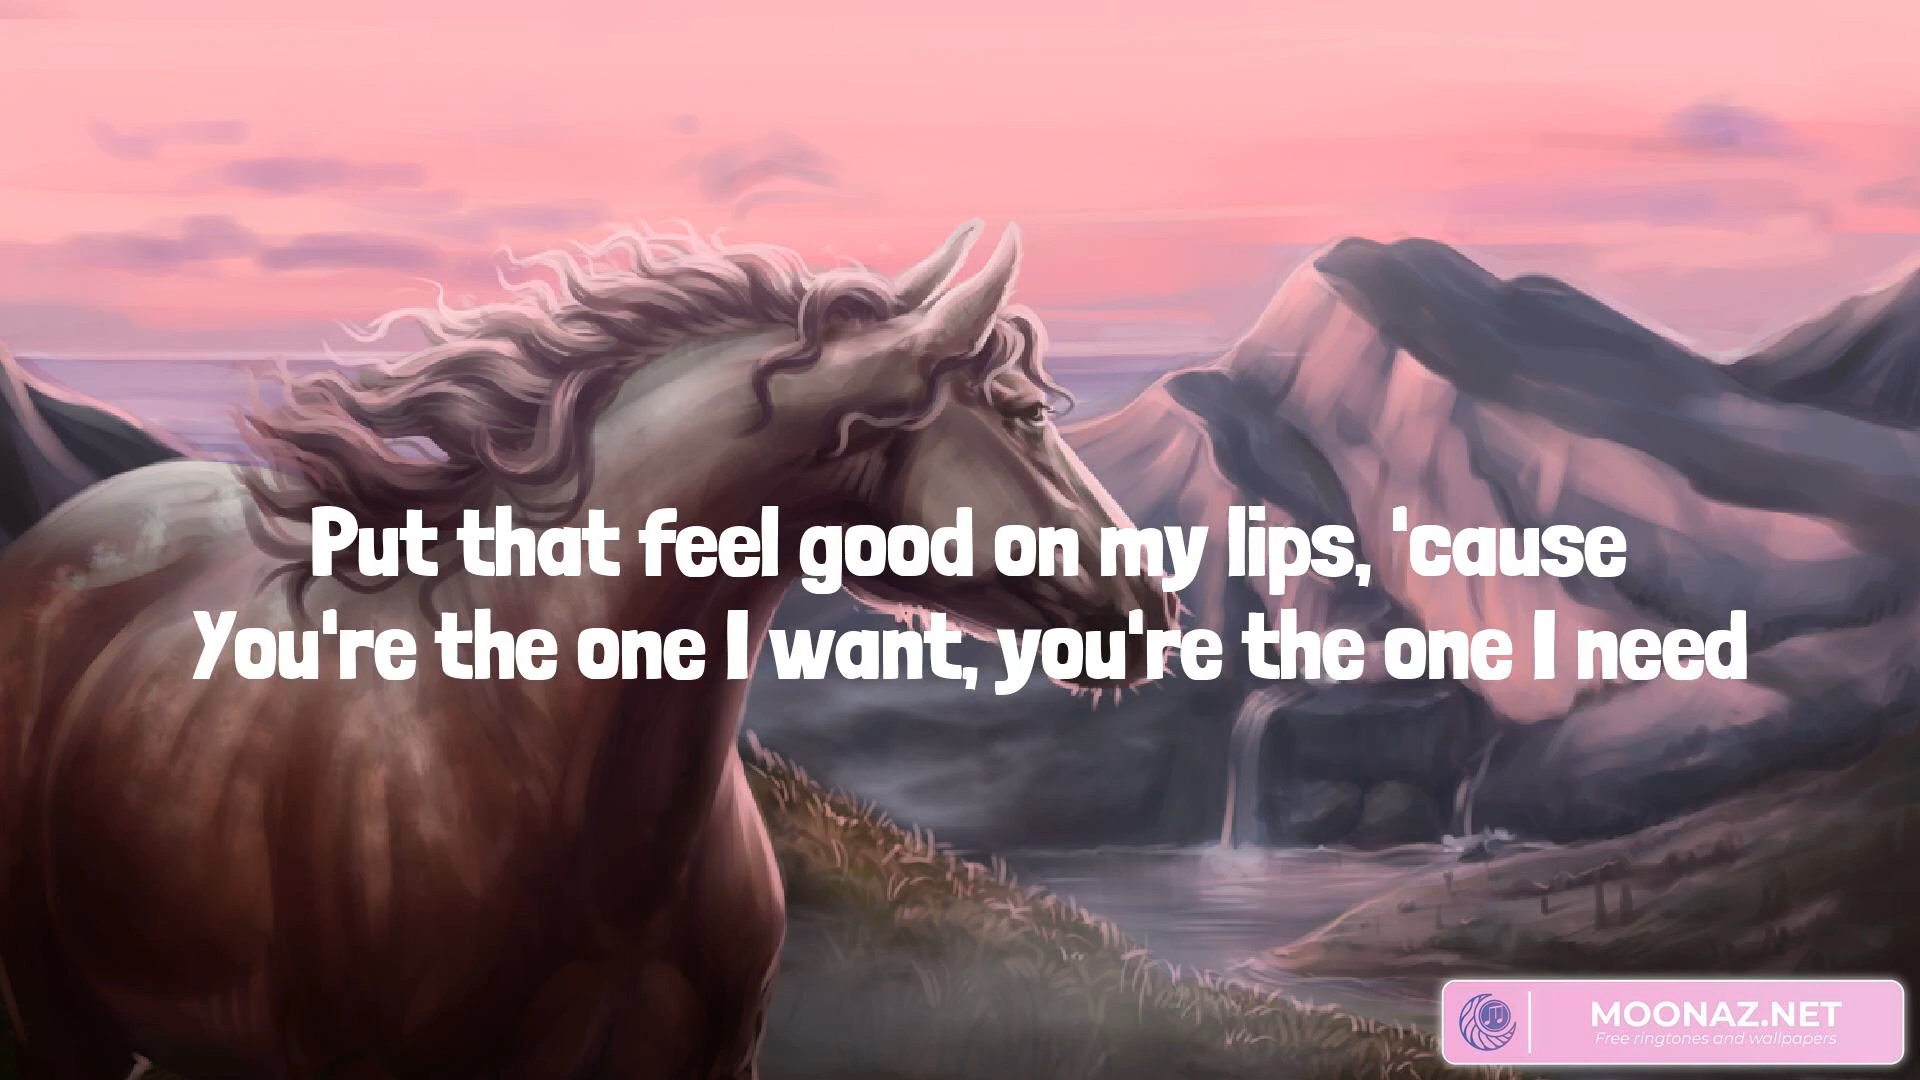 Put that feel good on my lips, 'cause
You're the one I want, you're the one I need
MOONAZ.NET
Free ringtones and wallpapers